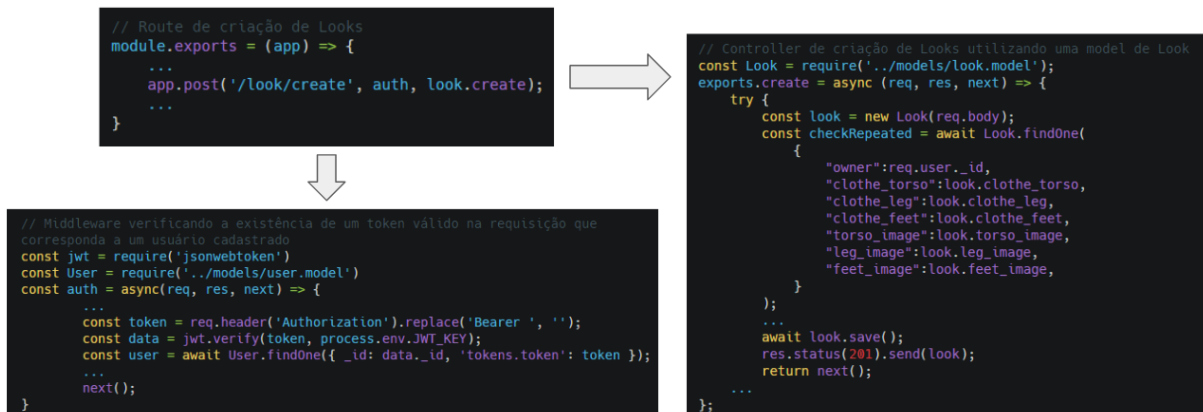 // Route de criação de Looks
module.exports = (app) => {
...
app.post('/look/create', auth, look.create);
...
}
// Middleware verificando a existência de um token válido na requisição que
corresponda a um usuário cadastrado
const jwt = require('jsonwebtoken')
const User = require('../models/user.model')
const auth = async(req, res, next) => {
...
const token = req.header('Authorization').replace('Bearer ', '');
const data = jwt.verify(token, process.env.JWT_KEY);
const user = await User.findOne({ _id: data._id, 'tokens.token': token });
...
next();
}
// Controller de criação de Looks utilizando uma model de Look
const Look = require('../models/look.model');
exports.create = async (req, res, next) => {
try {
const look = new Look(req.body);
const checkRepeated = await Look.findOne(
{
"owner":req.user._id,
"clothe_torso":look.clothe_torso,
"clothe_leg":look.clothe_leg,
"clothe_feet":look.clothe_feet,
"torso_image":look.torso_image,
"leg_image":look.leg_image,
"feet_image":look.feet_image,
}
);
...
await look.save();
res.status(201).send(look);
return next();
...
};